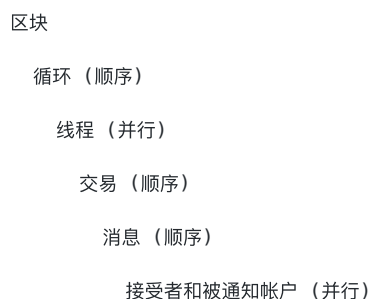 区块
循环（顺序）
线程（并行）
交易（顺序）
消息（顺序）
接受者和被通知帐户（并行）